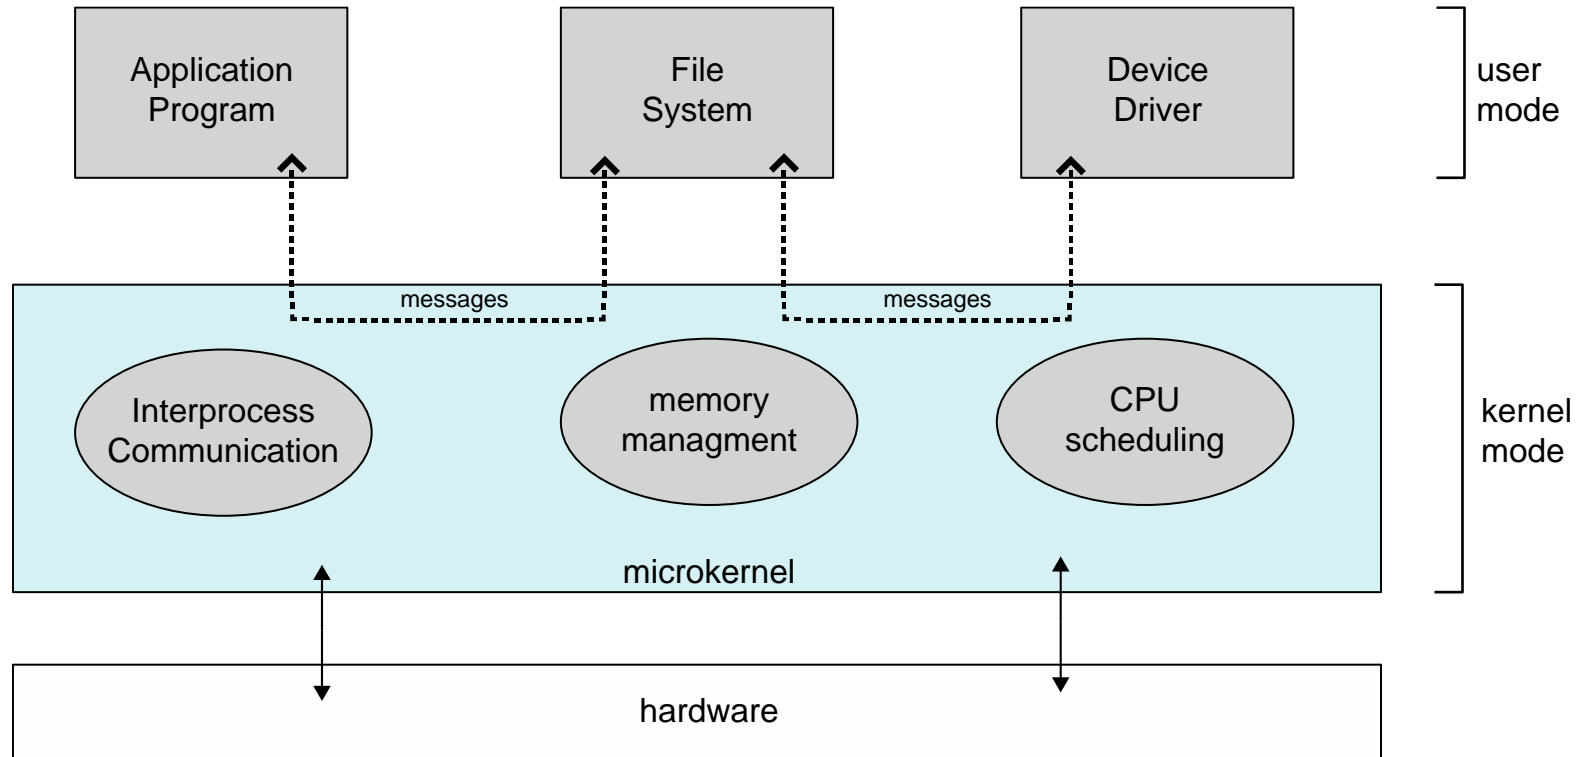 Application
Program
File
System
Device
Driver
user
mode
messages
messages
Interprocess
Communication
memory
managment
CPU
scheduling
kernel
mode
microkernel
hardware